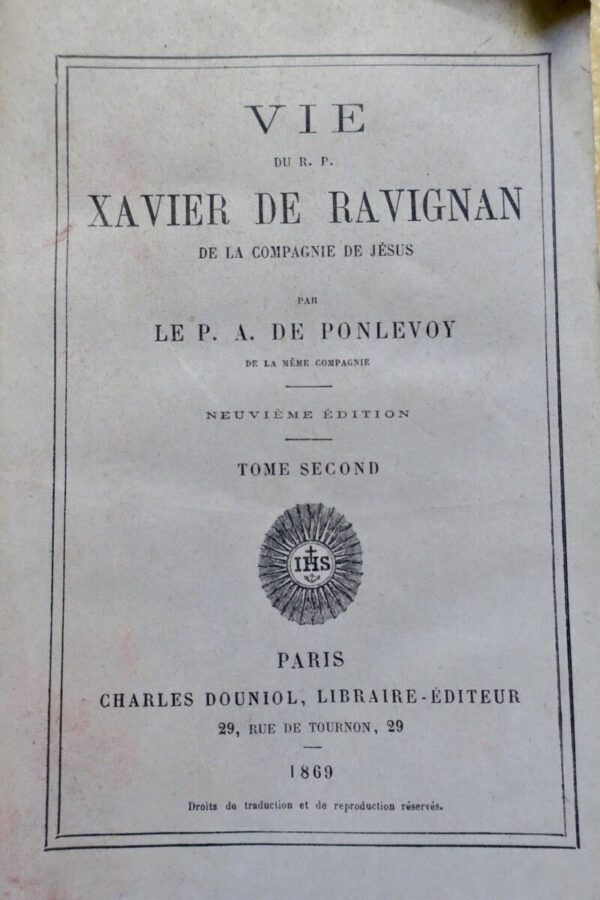 VIE
DU R. P.
XAVIER DE RAVIGNAN
DE LA COMPAGNIE DE JÉSUS
PAR
LE P. A. DE PONLEVOY
DE LA MÊME COMPAGNIE
NEUVIÈME ÉDITION
TOME SECOND
IHS
PARIS
CHARLES DOUNIOL, LIBRAIRE-ÉDITEUR
29, RUE DE TOURNON, 29
1869
Droits de traduction et de reproduction réservés.